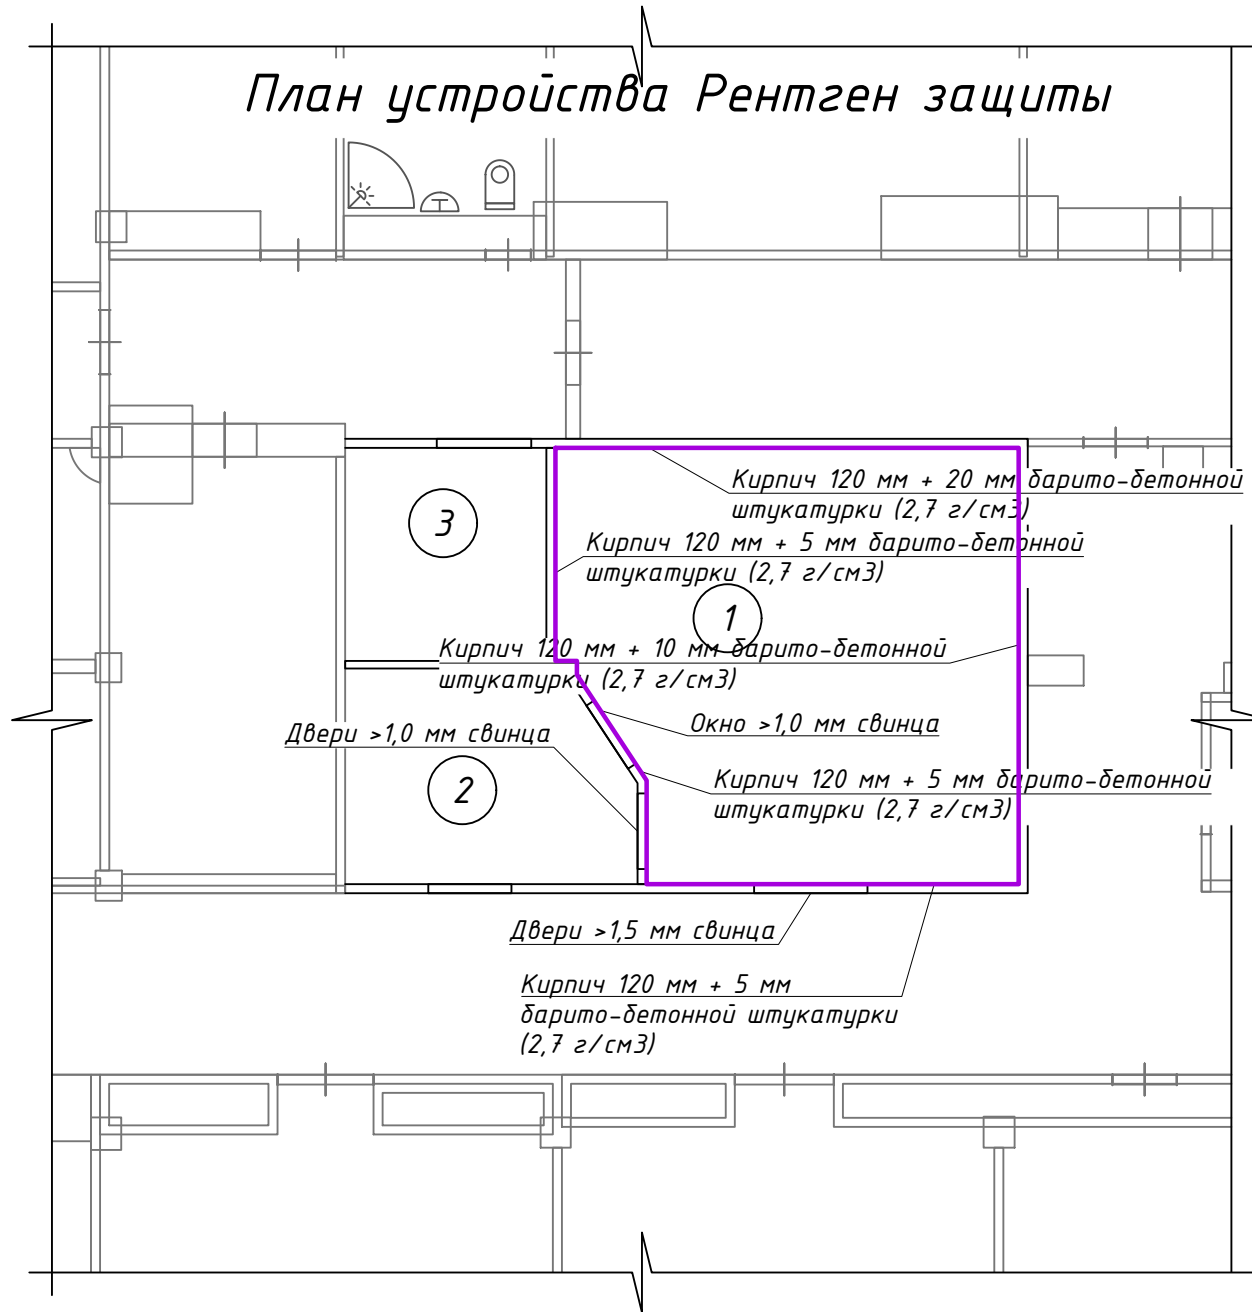 План устройства Рентген защиты
Кирпич 120 мм + 20 мм барито-бетонной
штукатурки (2,7 г/см3)
Кирпич 120 мм + 5 мм барито-бетонной
штукатурки (2,7 г/см3)
3
1
Кирпич 120 мм + 10 мм барито-бетонной
штукатурки (2,7 г/см3)
Окно >1,0 мм свинца
Двери >1,0 мм свинца
Кирпич 120 мм + 5 мм барито-бетонной
штукатурки (2,7 г/см3)
2
Двери >1,5 мм свинца
Кирпич 120 мм + 5 мм
барито-бетонной штукатурки
(2,7 г/см3)